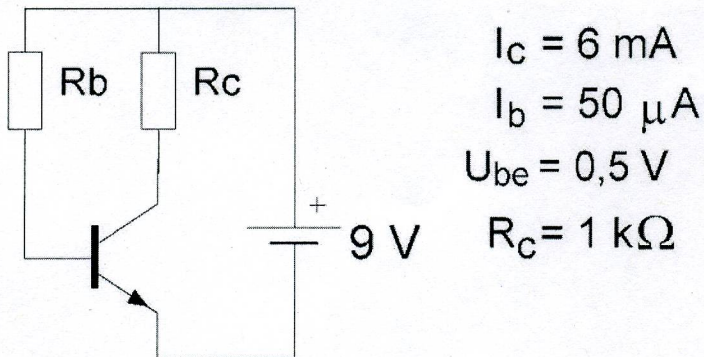 Rb
Rc
+
9 V
I_c = 6 mA
I_b = 50 μA
U_be = 0,5 V
R_c = 1 kΩ